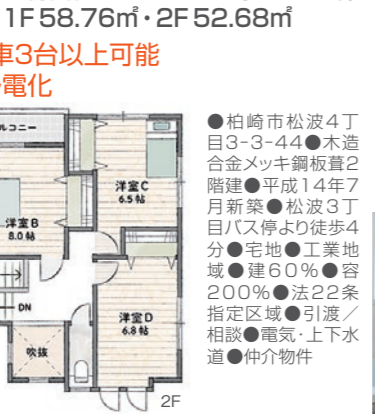 1F58.76㎡・2F52.68㎡
車3台以上可能
電化
ルコニー
洋室C
6.5帖
洋室B
8.0帖
DN
洋室D
6.8帖
吹抜
2F
●柏崎市松波4丁
目3-3-44●木造
合金メッキ鋼板葺2
階建●平成14年7
月新築●松波3丁
目バス停より徒歩4
分●宅地●工業地
域●建60%●容
200%●法22条
指定区域●引渡／
相談●電気・上下水
道●仲介物件